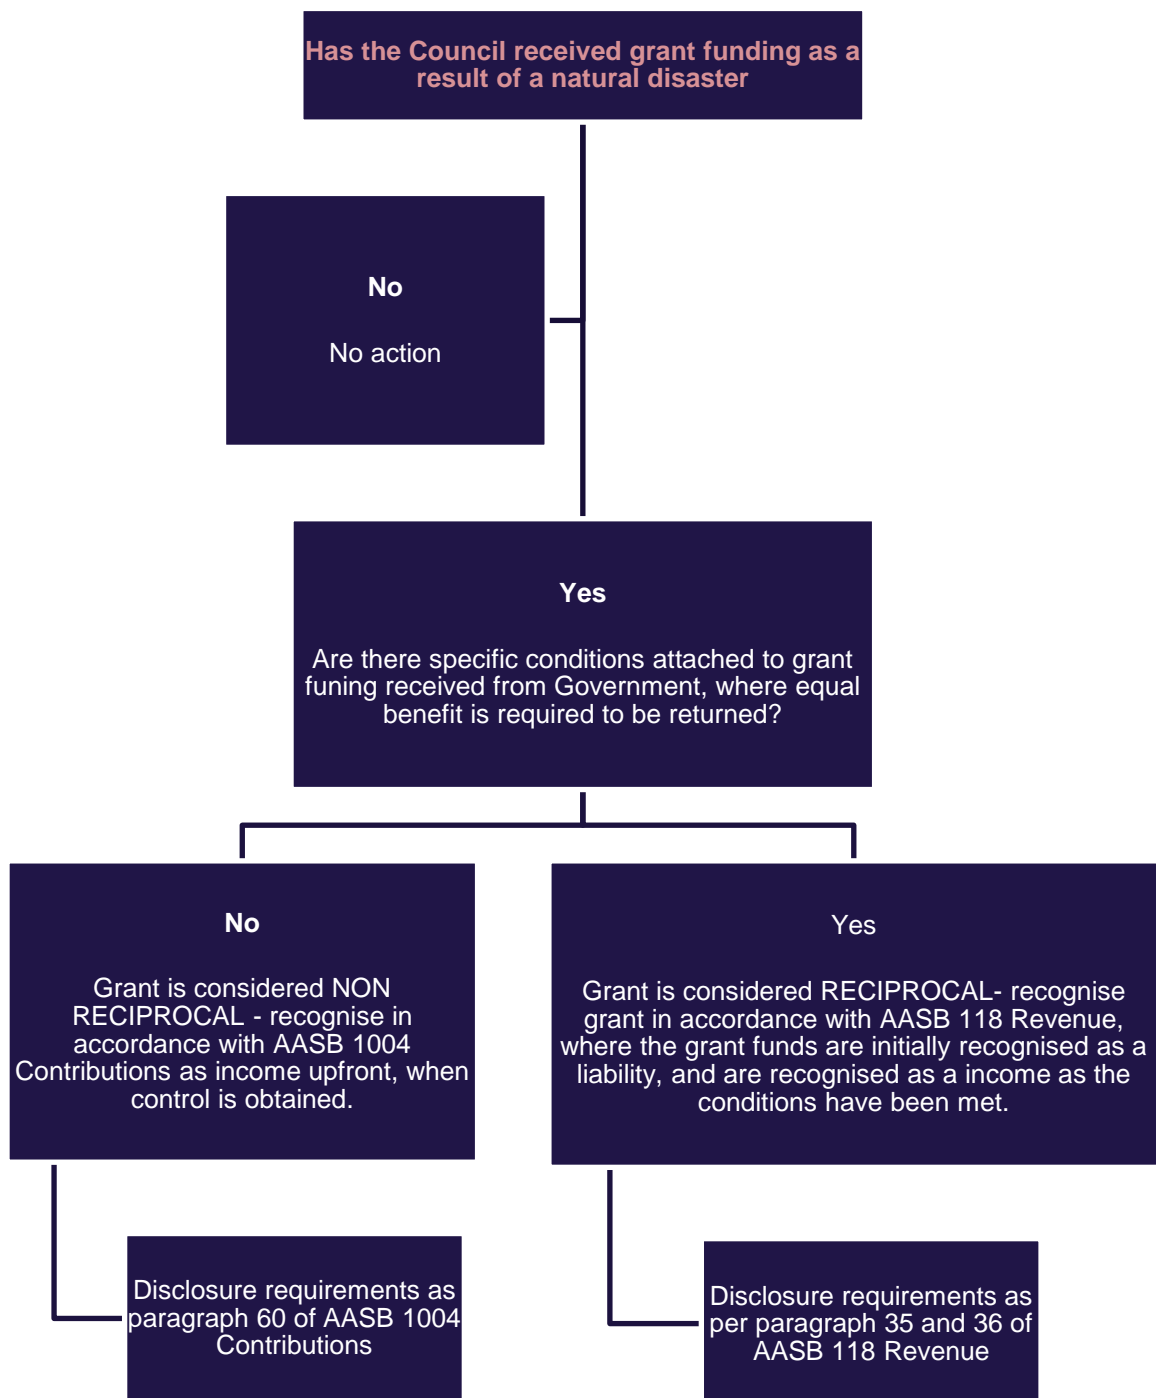 Has the Council received grant funding as a
result of a natural disaster
No
No action
Yes
Are there specific conditions attached to grant
funing received from Government, where equal
benefit is required to be returned?
No
Grant is considered NON
RECIPROCAL - recognise in
accordance with AASB 1004
Contributions as income upfront, when
control is obtained.
Yes
Grant is considered RECIPROCAL- recognise
grant in accordance with AASB 118 Revenue,
where the grant funds are initially recognised as a
liability, and are recognised as a income as the
conditions have been met.
Disclosure requirements as
paragraph 60 of AASB 1004
Contributions
Disclosure requirements as
per paragraph 35 and 36 of
AASB 118 Revenue